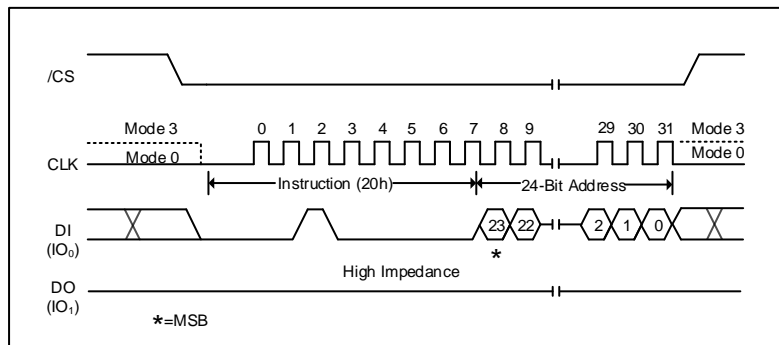 /CS
0 1 2 3 4 5 6 7 8 9 29 30 31
Mode 3 Mode 3
CLK Mode 0 Mode 0
Instruction (20h) 24-Bit Address
DI
(IO₀)
23 22 2 1 0
*
High Impedance
DO
(IO₁)
*=MSB